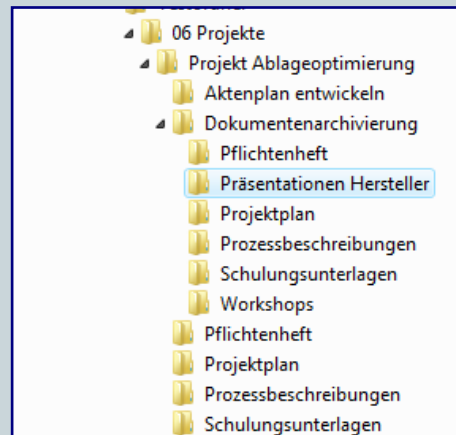 06 Projekte
Projekt Ablageoptimierung
Aktenplan entwickeln
Dokumentenarchivierung
Pflichtenheft
Präsentationen Hersteller
Projektplan
Prozessbeschreibungen
Schulungsunterlagen
Workshops
Pflichtenheft
Projektplan
Prozessbeschreibungen
Schulungsunterlagen